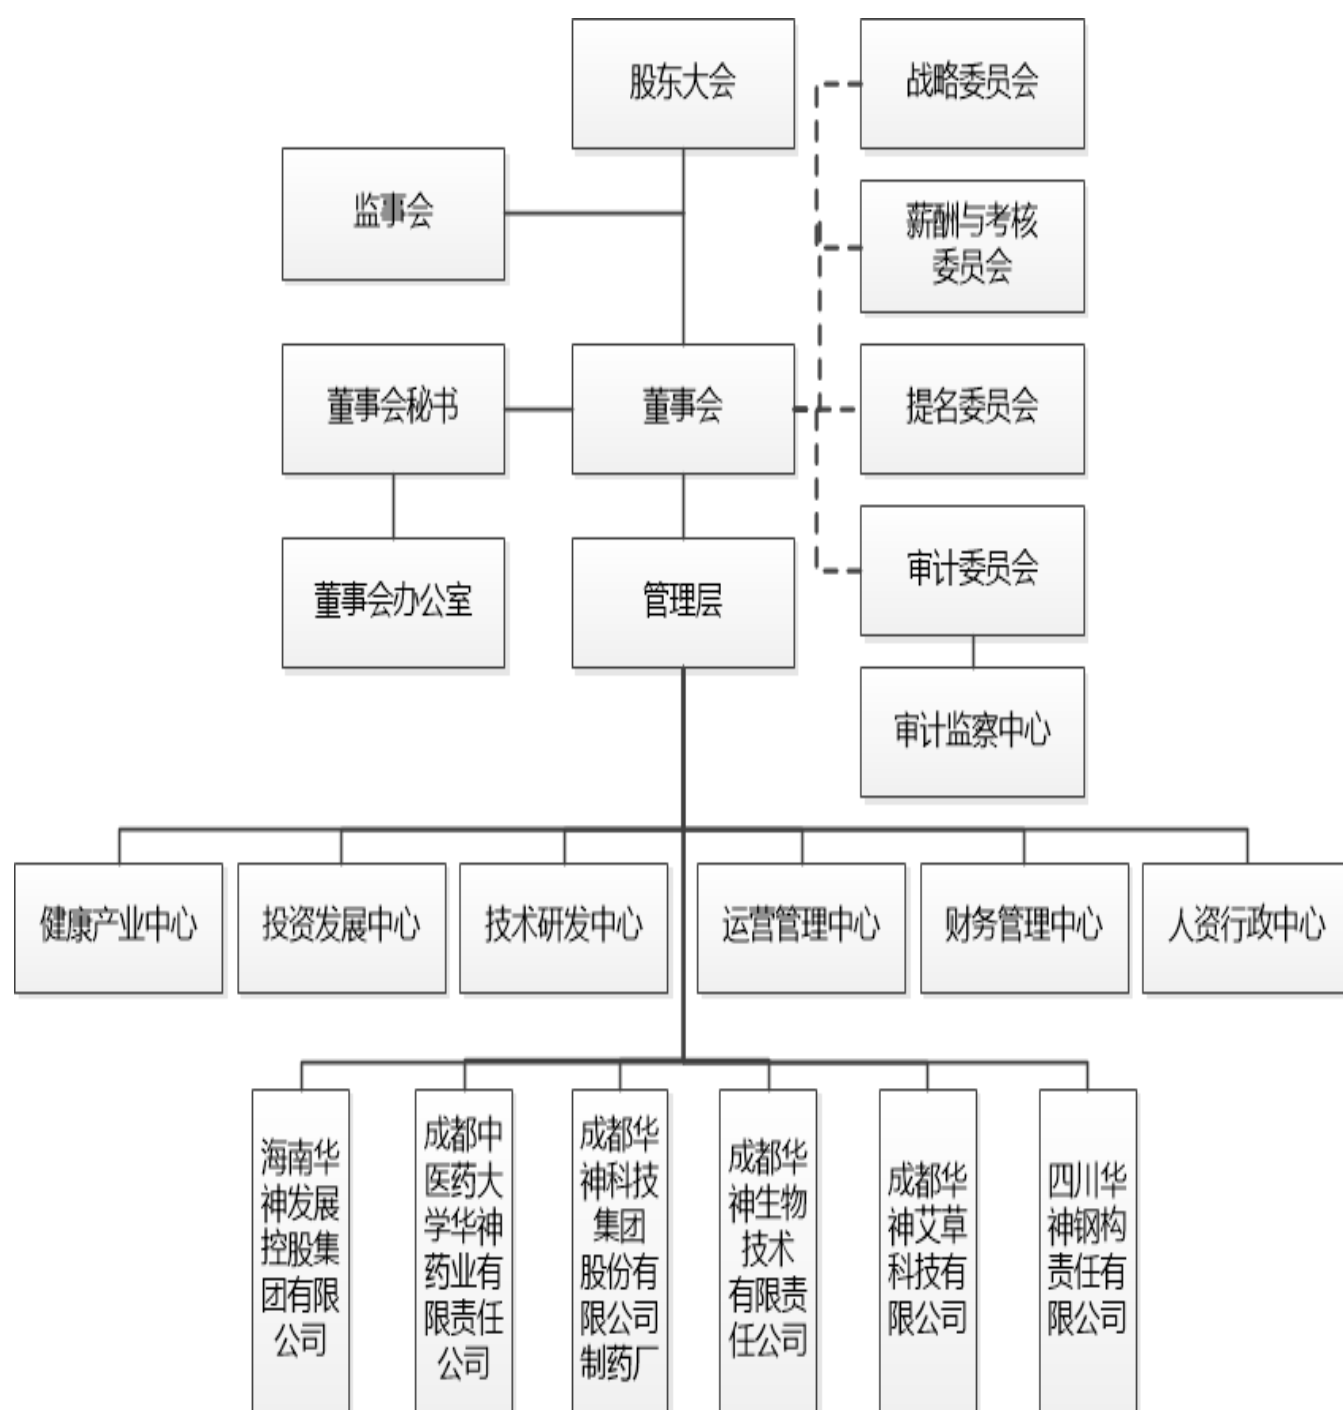 股东大会
战略委员会
监事会
薪酬与考核
委员会
董事会秘书
董事会
提名委员会
董事会办公室
管理层
审计委员会
审计监察中心
健康产业中心
投资发展中心
技术研发中心
运营管理中心
财务管理中心
人资行政中心
海南华
神发展
控股集
团有限
公司
成都中
医药大
学华神
药业有
限责任
公司
成都华
神科技
集团
股份有
限公司
制药厂
成都华
神生物
技术
有限责
任公司
成都华
神艾草
科技有
限公司
四川华
神钢构
责任有
限公司